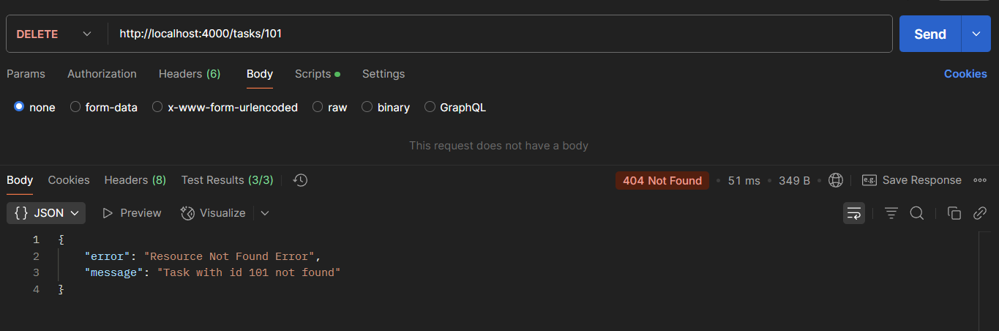 DELETE http://localhost:4000/tasks/101 Send
Params Authorization Headers (6) Body Scripts Settings Cookies
none form-data x-www-form-urlencoded raw binary GraphQL
This request does not have a body
Body Cookies Headers (8) Test Results (3/3) 404 Not Found 51 ms 349 B e.g. Save Response
{} JSON Preview Visualize
1 {
2 "error": "Resource Not Found Error",
3 "message": "Task with id 101 not found"
4 }